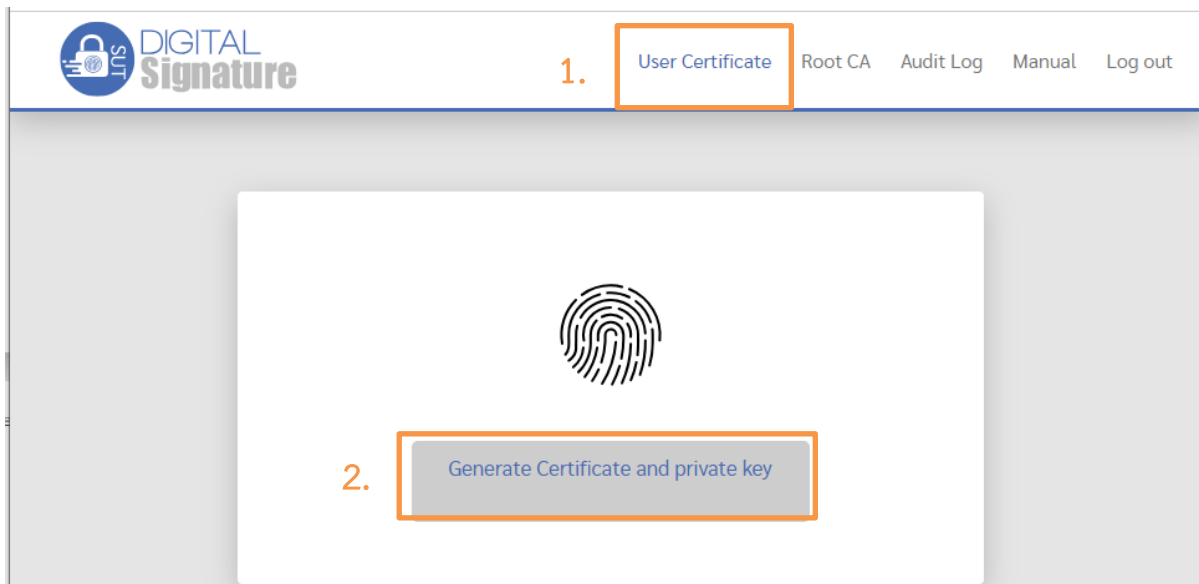 SUT
DIGITAL
Signature
1.
User Certificate Root CA Audit Log Manual Log out
2.
Generate Certificate and private key